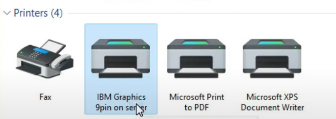 Printers (4)
Fax
IBM Graphics
9pin on server
Microsoft Print
to PDF
Microsoft XPS
Document Writer